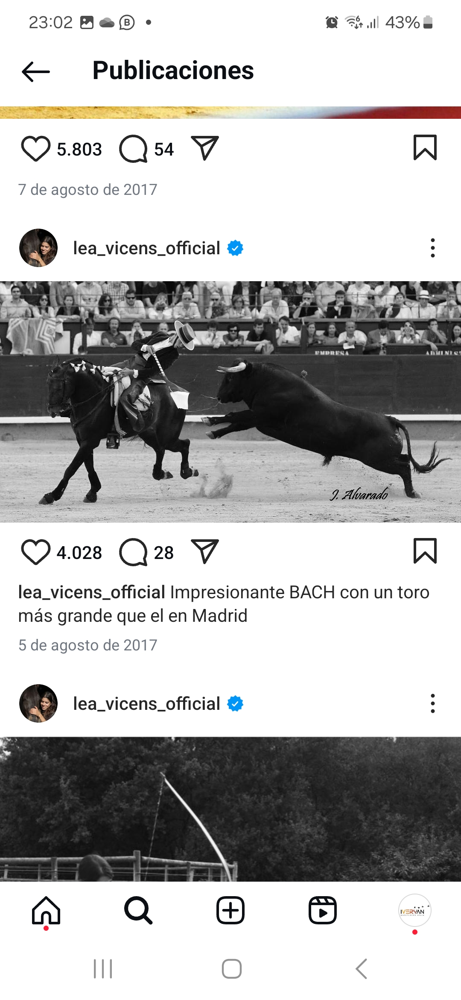 23:02
43%
Publicaciones
5.803 54
7 de agosto de 2017
lea_vicens_official
EMPRESA
J. Alvarado
4.028 28
lea_vicens_official Impresionante BACH con un toro
más grande que el en Madrid
5 de agosto de 2017
lea_vicens_official
IVERYAN